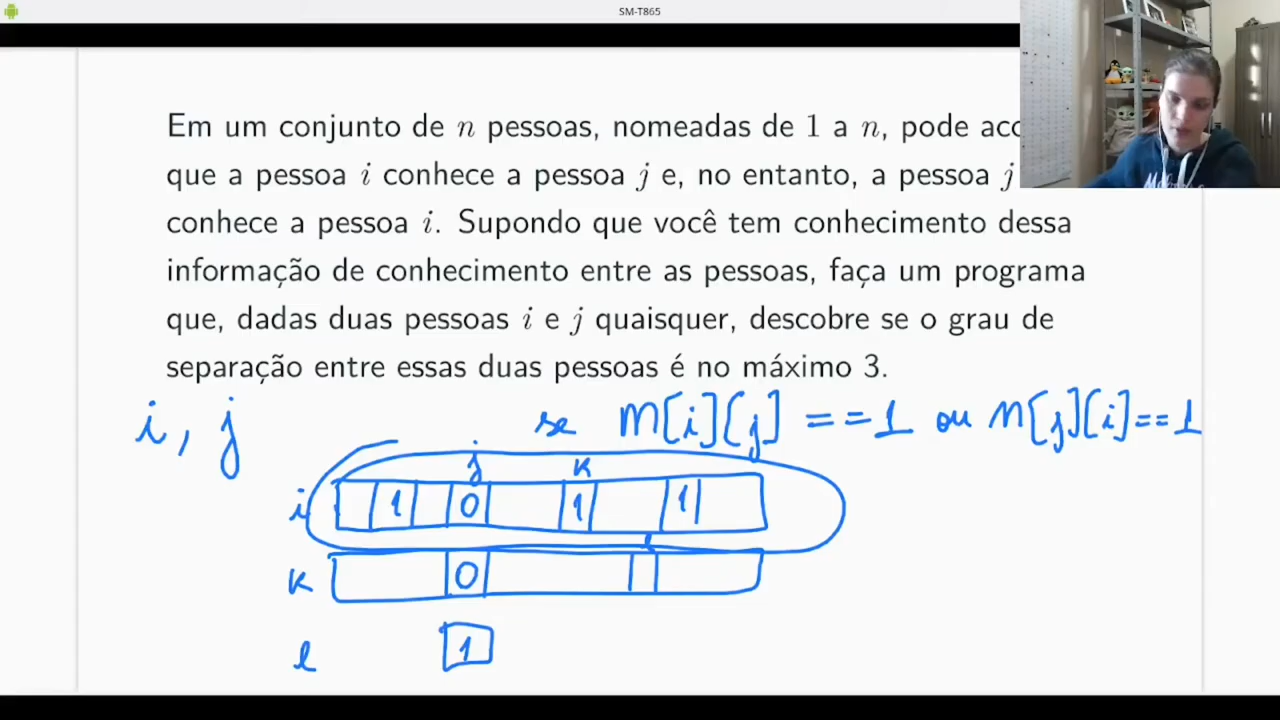 SM-T865
Em um conjunto de n pessoas, nomeadas de 1 a n, pode
que a pessoa i conhece a pessoa j e, no entanto, a pessoa j
conhece a pessoa i. Supondo que você tem conhecimento dessa
informação de conhecimento entre as pessoas, faça um programa
que, dadas duas pessoas i e j quaisquer, descobre se o grau de
separação entre essas duas pessoas é no máximo 3.
i, j se M[i][j] == 1 ou M[j][i] == 1
j k
i 1 0 1 1
l
k 0
l 1